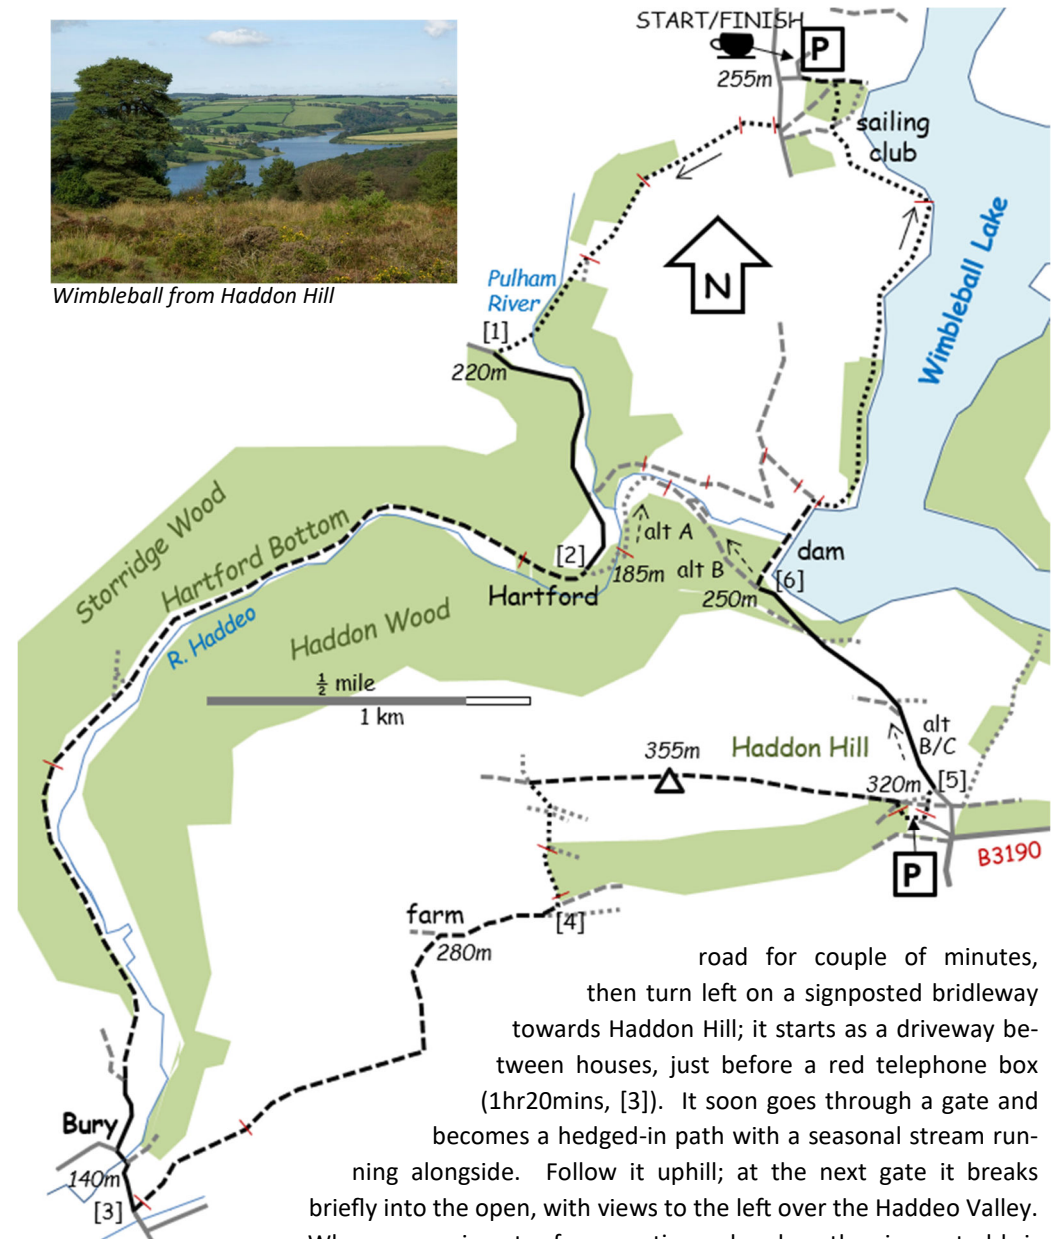 START/FINISH
P
255m
sailing
club
Wimbleball from Haddon Hill
Pulham
River
[1]
220m
N
Wimbleball Lake
Storridge Wood
Hartford Bottom
R. Haddeo
Haddon Wood
[2]
Hartford
185m
alt A
alt B
dam
[6]
250m
½ mile
1 km
355m
Haddon Hill
alt
B/C
320m
[5]
B3190
P
farm
280m
[4]
Bury
140m
[3]
road for couple of minutes,
then turn left on a signposted bridleway
towards Haddon Hill; it starts as a driveway be-
tween houses, just before a red telephone box
(1hr20mins, [3]). It soon goes through a gate and
becomes a hedged-in path with a seasonal stream run-
ning alongside. Follow it uphill; at the next gate it breaks
briefly into the open, with views to the left over the Haddeo Valley.